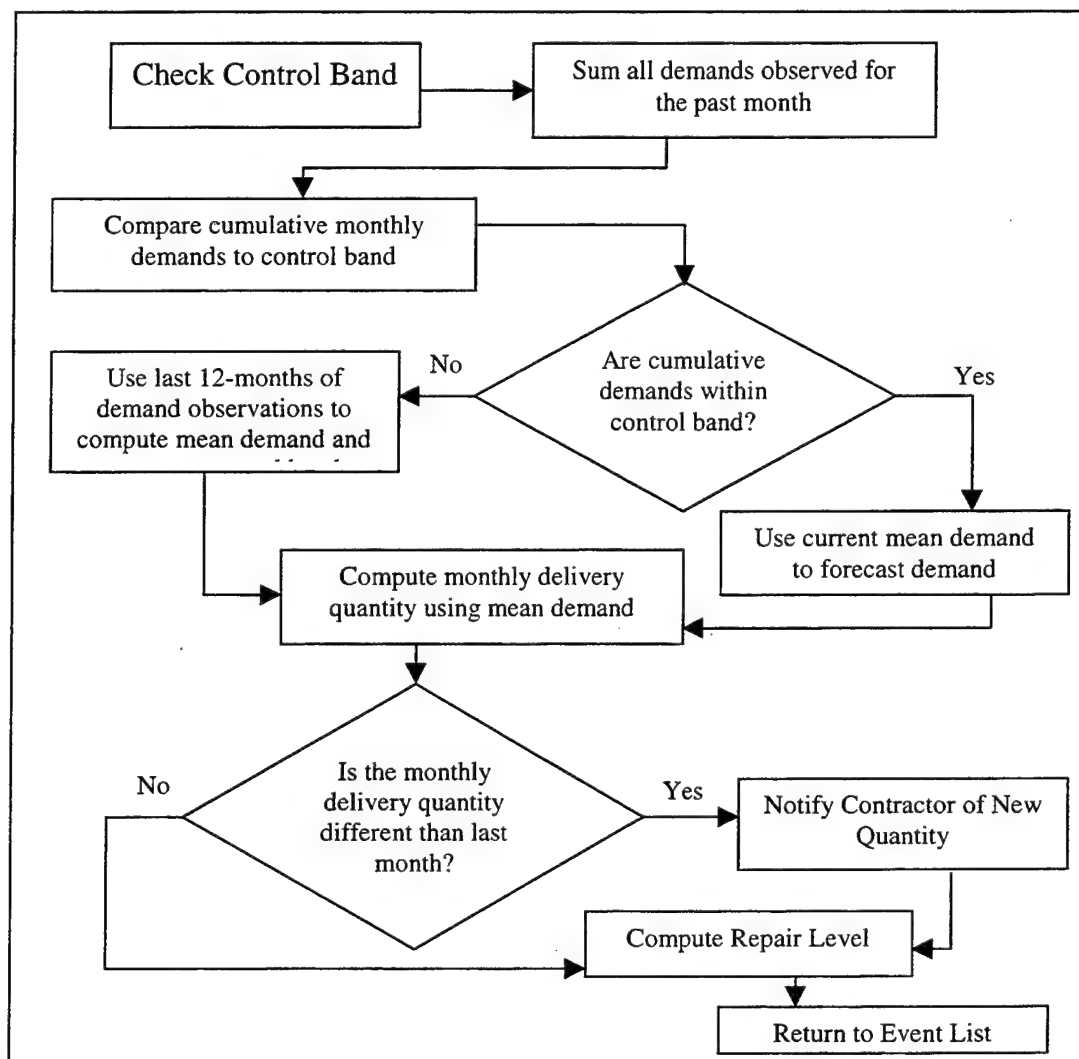 Check Control Band
Sum all demands observed for
the past month
Compare cumulative monthly
demands to control band
Are cumulative
demands within
control band?
No
Yes
Use last 12-months of
demand observations to
compute mean demand and
Use current mean demand
to forecast demand
Compute monthly delivery
quantity using mean demand
Is the monthly
delivery quantity
different than last
month?
No
Yes
Notify Contractor of New
Quantity
Compute Repair Level
Return to Event List